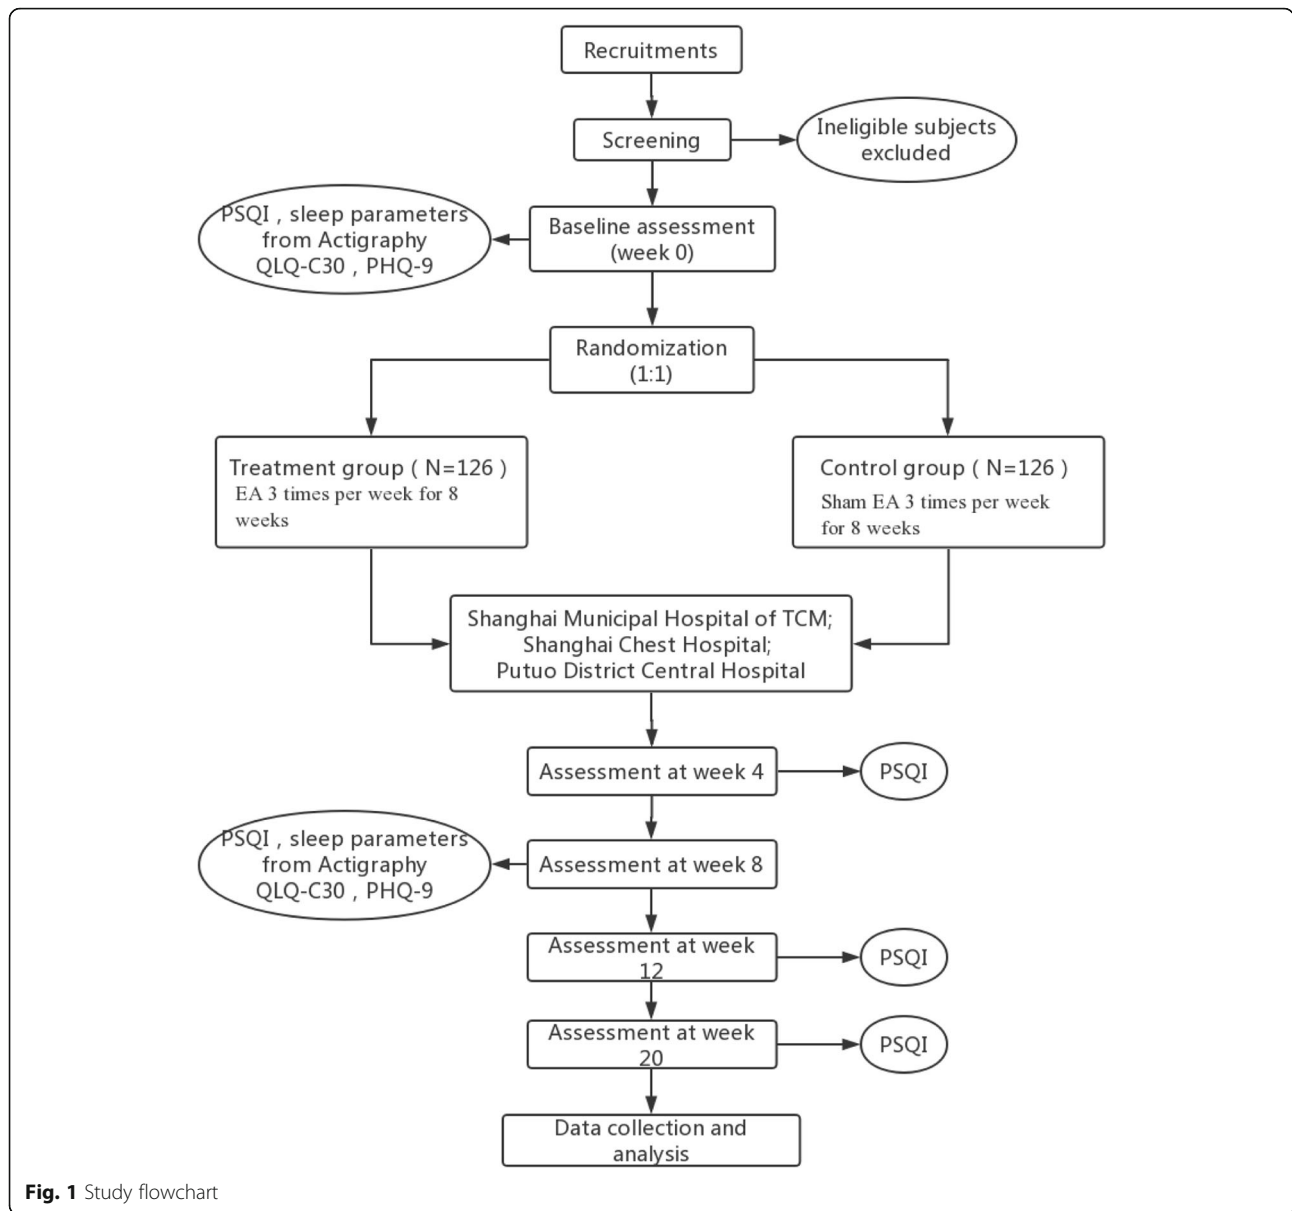 Recruitments
Screening
Ineligible subjects
excluded
PSQI , sleep parameters
from Actigraphy
QLQ-C30 , PHQ-9
Baseline assessment
(week 0)
Randomization
(1:1)
Treatment group ( N=126 )
EA 3 times per week for 8
weeks
Control group ( N=126 )
Sham EA 3 times per week
for 8 weeks
Shanghai Municipal Hospital of TCM;
Shanghai Chest Hospital;
Putuo District Central Hospital
Assessment at week 4
PSQI
PSQI , sleep parameters
from Actigraphy
QLQ-C30 , PHQ-9
Assessment at week 8
Assessment at week
12
PSQI
Assessment at week
20
PSQI
Data collection and
analysis
Fig. 1 Study flowchart